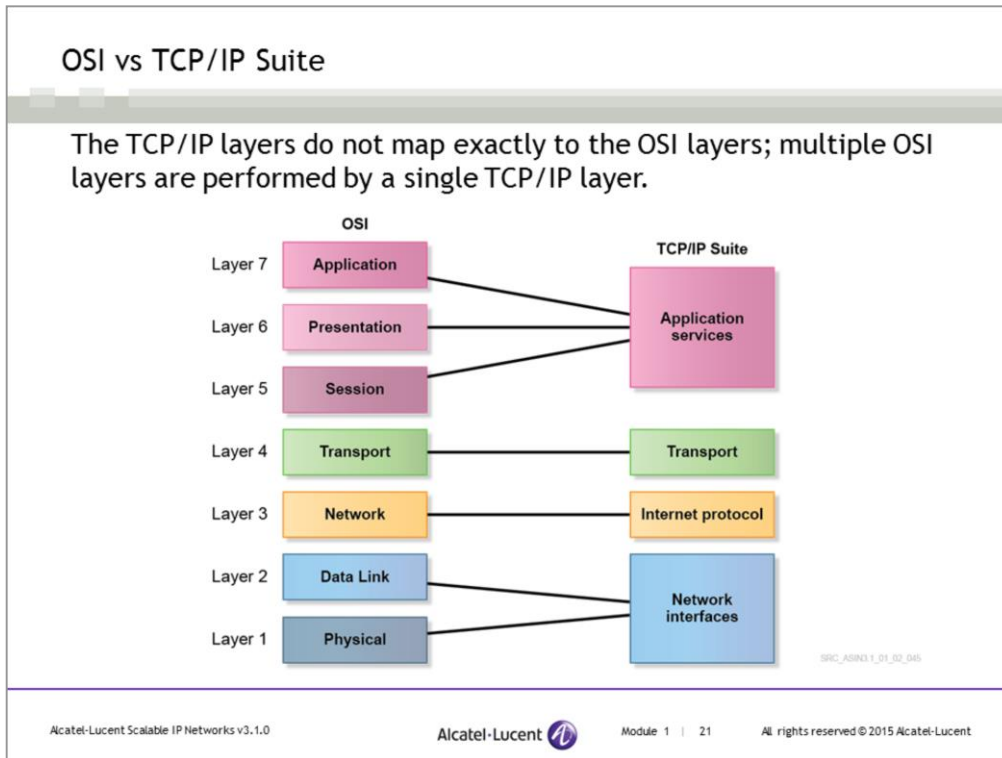 OSI vs TCP/IP Suite
The TCP/IP layers do not map exactly to the OSI layers; multiple OSI
layers are performed by a single TCP/IP layer.
OSI
TCP/IP Suite
Layer 7
Application
Layer 6
Presentation
Layer 5
Session
Application
services
Layer 4
Transport
Transport
Layer 3
Network
Internet protocol
Layer 2
Data Link
Layer 1
Physical
Network
interfaces
SRC_ASIN3.1_01_02_045
Alcatel-Lucent Scalable IP Networks v3.1.0
Alcatel·Lucent
Module 1 | 21
All rights reserved © 2015 Alcatel-Lucent